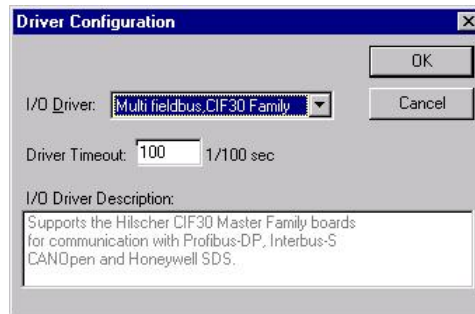 Driver Configuration
OK
I/O Driver: Multi fieldbus,CIF30 Family
Cancel
Driver Timeout: 100 1/100 sec
I/O Driver Description:
Supports the Hilscher CIF30 Master Family boards
for communication with Profibus-DP, Interbus-S
CANOpen and Honeywell SDS.